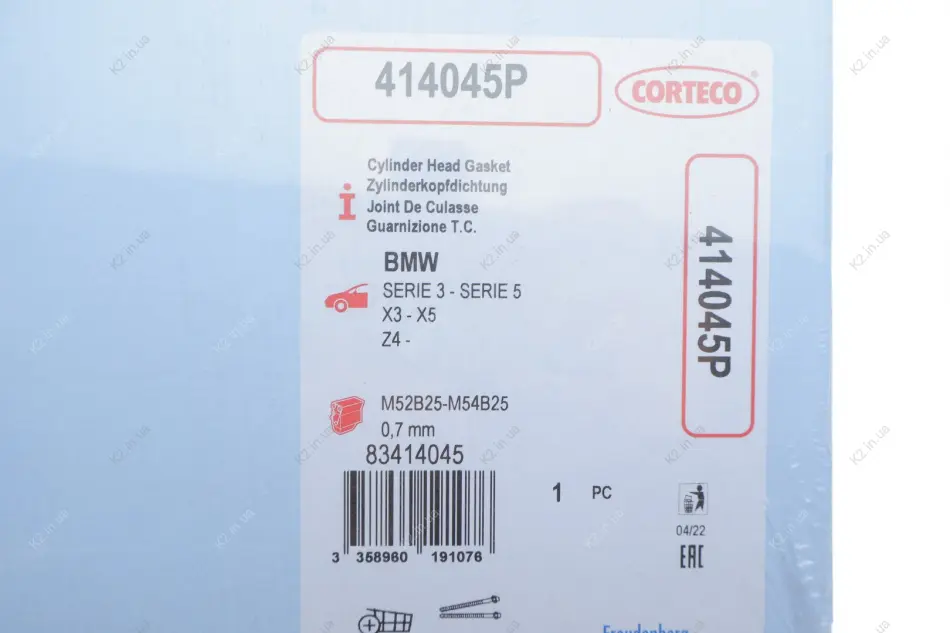 414045P
CORTECO
®
Cylinder Head Gasket
Zylinderkopfdichtung
Joint De Culasse
Guarnizione T.C.
i
BMW
SERIE 3 - SERIE 5
X3 - X5
Z4 -
414045P
M52B25-M54B25
0,7 mm
83414045
1 PC
04/22
EAC
3 358960 191076
Freudenberg
K2.in.ua